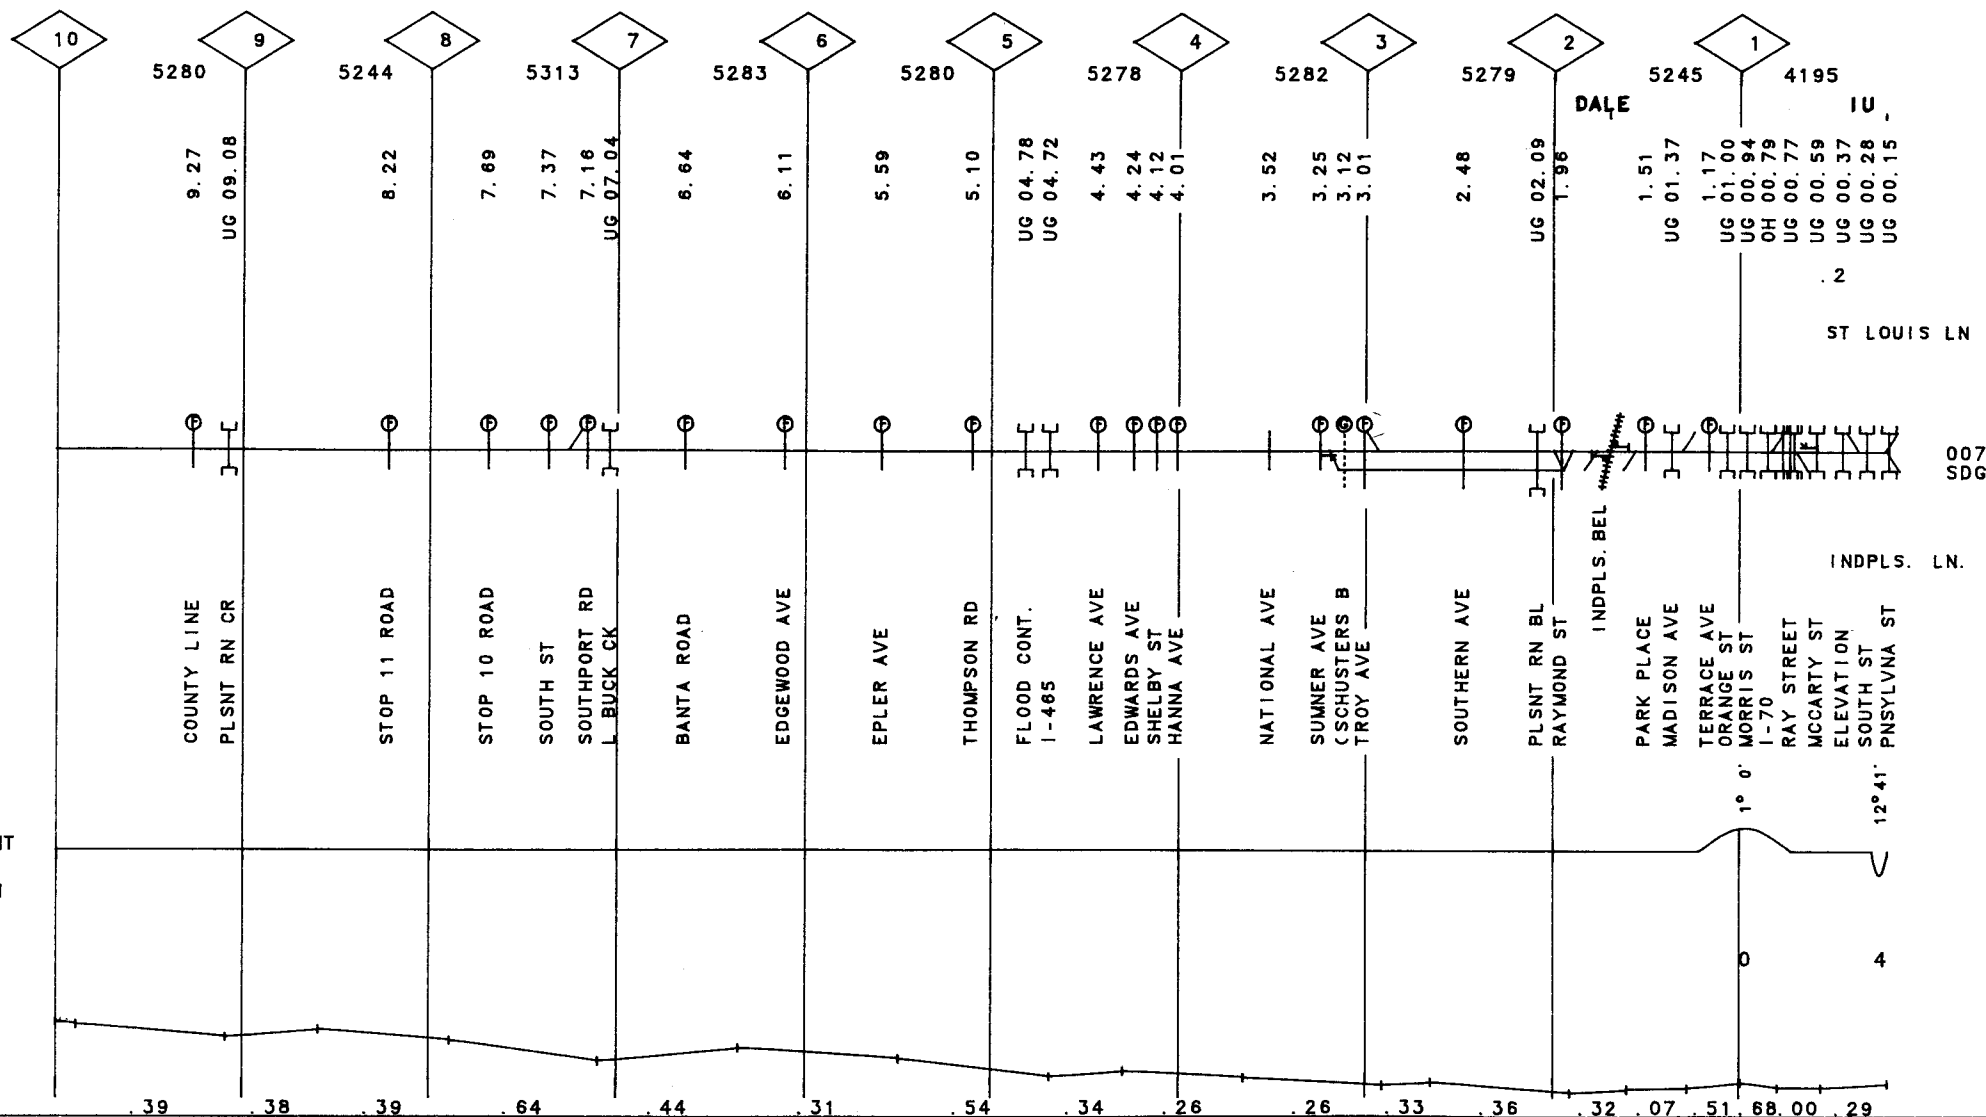 10 9 8 7 6 5 4 3 2 1
5280 5244 5313 5283 5280 5278 5282 5279 5245 4195
DALE IU
9.27
UG 09.08
8.22
7.69
7.37
7.16
UG 07.04
6.64
6.11
5.59
5.10
UG 04.78
UG 04.72
4.43
4.24
4.12
4.01
3.52
3.25
3.12
3.01
2.48
UG 02.09
1.96
1.51
UG 01.37
1.17
UG 01.00
UG 00.94
OH 00.79
UG 00.77
UG 00.59
UG 00.37
UG 00.28
UG 00.15
.2
ST LOUIS LN
F F F F F F F F F F F F F F G F F F F F
007
SDG
INDPLS. BEL
INDPLS. LN.
COUNTY LINE
PLSNT RN CR
STOP 11 ROAD
STOP 10 ROAD
SOUTH ST
SOUTHPORT RD
L BUCK CK
BANTA ROAD
EDGEWOOD AVE
EPLER AVE
THOMPSON RD
FLOOD CONT.
I-465
LAWRENCE AVE
EDWARDS AVE
SHELBY ST
HANNA AVE
NATIONAL AVE
SUMNER AVE
(SCHUSTERS B
TROY AVE
SOUTHERN AVE
PLSNT RN BL
RAYMOND ST
PARK PLACE
MADISON AVE
TERRACE AVE
ORANGE ST
MORRIS ST
I-70
RAY STREET
MCCARTY ST
ELEVATION
SOUTH ST
PNSYLVNA ST
1° 0'
12° 41'
0 4
.39 .38 .39 .64 .44 .31 .54 .34 .26 .26 .33 .36 .32 .07 .51 .68 .00 .29